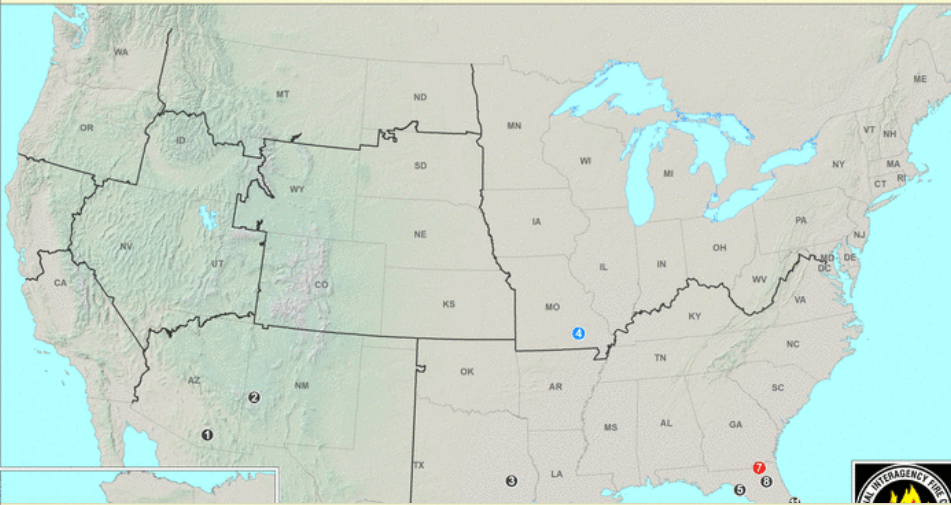 WA
ME
MT
ND
MN
OR
VT
NH
ID
WI
NY
MA
SD
MI
CT
RI
WY
PA
IA
NE
NJ
NV
OH
UT
IL
IN
MD
DE
DC
WV
CA
CO
VA
KS
MO
KY
4
NC
TN
OK
AZ
NM
AR
SC
2
GA
AL
MS
1
TX
7
LA
3
8
5
INTERAGENCY FIRE